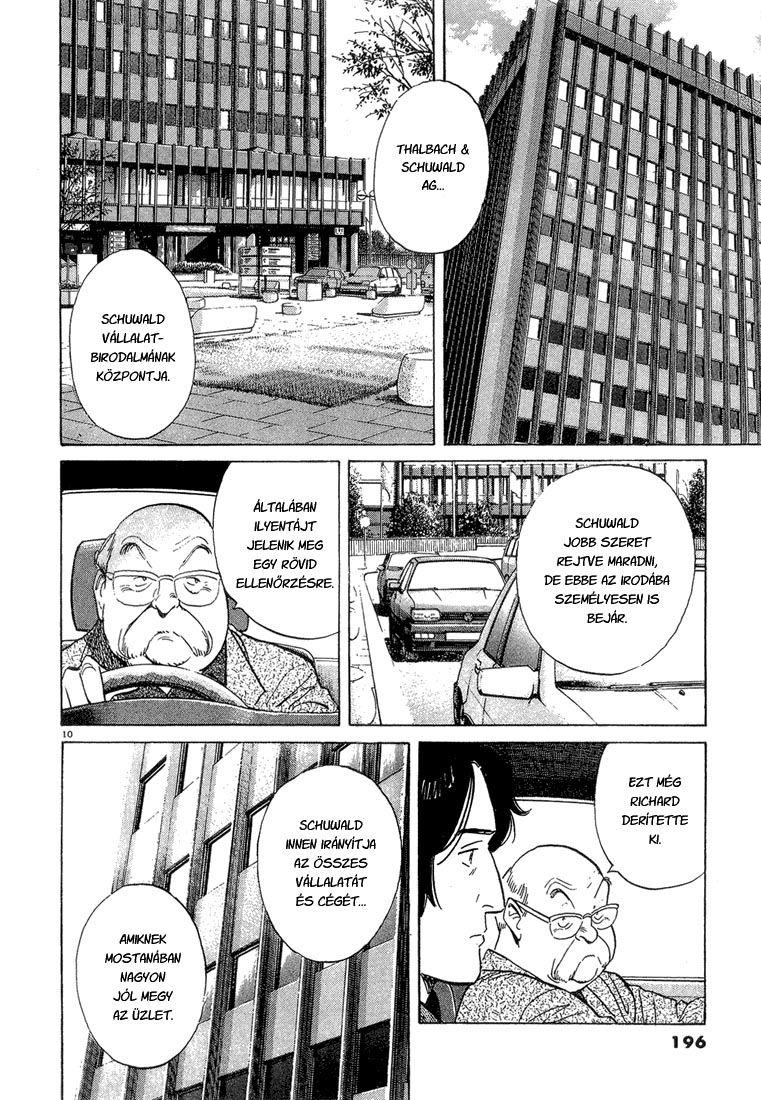 THALBACH &
SCHUWALD
AG...
SCHUWALD
VÁLLALAT-
BIRODALMÁNAK
KÖZPONTJA.
SCHUWALD
JOBB SZERET
REJTVE MARADNI,
DE EBBE AZ IRODÁBA
SZEMÉLYESEN IS
BEJÁR.
ÁLTALÁBAN
ILYENTÁJT
JELENIK MEG
EGY RÖVID
ELLENŐRZÉSRE.
10
EZT MÉG
RICHARD
DERÍTETTE
KI.
SCHUWALD
INNEN IRÁNYÍTJA
AZ ÖSSZES
VÁLLALATÁT
ÉS CÉGÉT...
AMIKNEK
MOSTANÁBAN
NAGYON
JÓL MEGY
AZ ÜZLET.
196